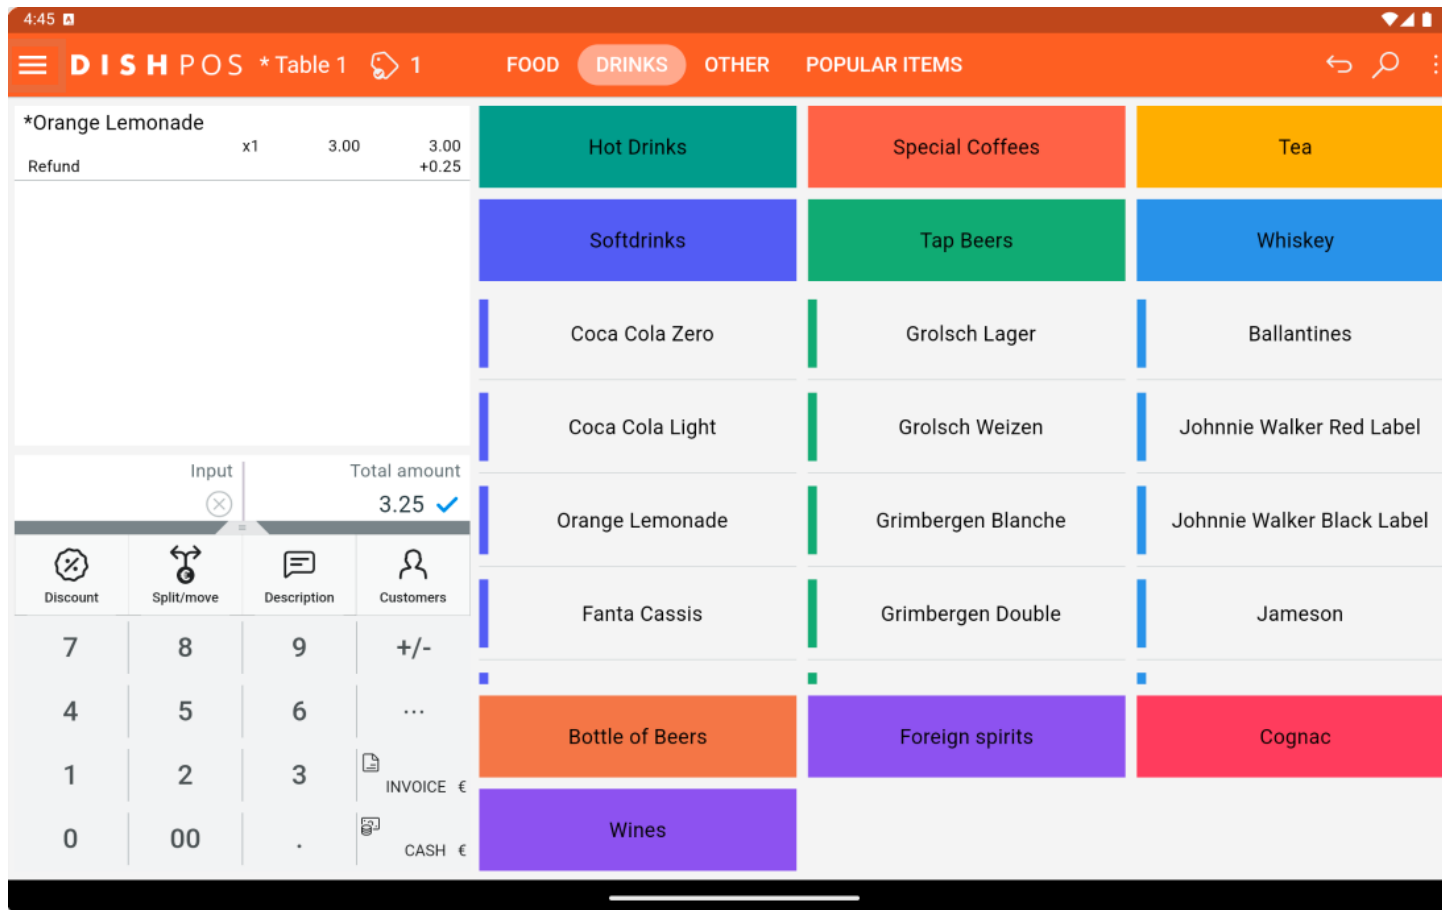 4:45 A
DISH POS * Table 1 1 FOOD DRINKS OTHER POPULAR ITEMS
*Orange Lemonade
x1 3.00 3.00
Refund +0.25
Input Total amount
3.25
Discount Split/move Description Customers
7 8 9 +/-
4 5 6 ...
1 2 3 INVOICE €
0 00 . CASH €
Hot Drinks Special Coffees Tea
Softdrinks Tap Beers Whiskey
Coca Cola Zero Grolsch Lager Ballantines
Coca Cola Light Grolsch Weizen Johnnie Walker Red Label
Orange Lemonade Grimbergen Blanche Johnnie Walker Black Label
Fanta Cassis Grimbergen Double Jameson
Bottle of Beers Foreign spirits Cognac
Wines